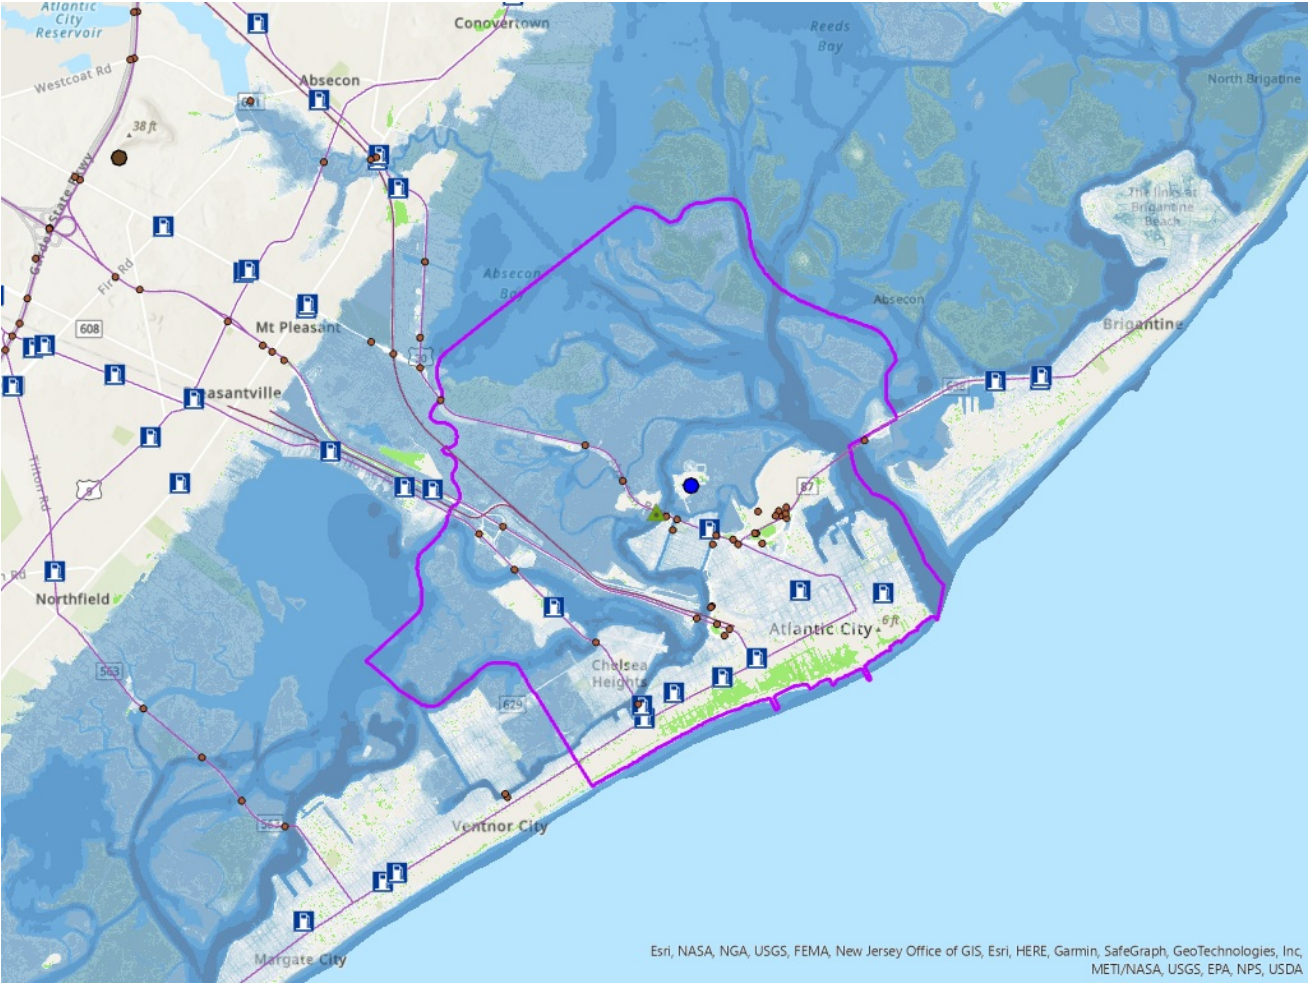 Atlantic
City
Reservoir
Conovertown
Reeds
Bay
Westcoat Rd
Absecon
North Brigatine
38 ft
The links at
Brigantine
Beach
Garden State Pkwy
Fir Rd
Absecon
Bay
Absecon
608
Mt Pleasant
30
Brigantine
638
Pleasantville
Tilton Rd
9
87
Northfield
Atlantic City
6 ft
Chelsea
Heights
563
629
563
Ventnor City
Margate City
Esri, NASA, NGA, USGS, FEMA, New Jersey Office of GIS, Esri, HERE, Garmin, SafeGraph, GeoTechnologies, Inc,
METI/NASA, USGS, EPA, NPS, USDA